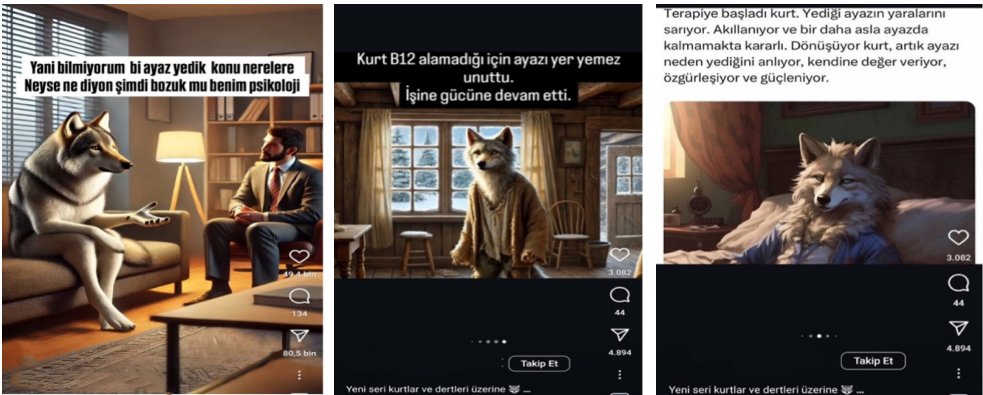 Yani bilmiyorum bi ayaz yedik konu nerelere
Neyse ne diyon şimdi bozuk mu benim psikoloji
49,4 bin
134
80,5 bin
Kurt B12 alamadığı için ayazı yer yemez
unuttu.
İşine gücüne devam etti.
3.082
44
4.894
Takip Et
Yeni seri kurtlar ve dertleri üzerine 🐺 ...
Terapiye başladı kurt. Yediği ayazın yaralarını
sarıyor. Akıllanıyor ve bir daha asla ayazda
kalmamakta kararlı. Dönüşüyor kurt, artık ayazı
neden yediğini anlıyor, kendine değer veriyor,
özgürleşiyor ve güçleniyor.
3.082
44
4.894
Takip Et
Yeni seri kurtlar ve dertleri üzerine 🐺 ...